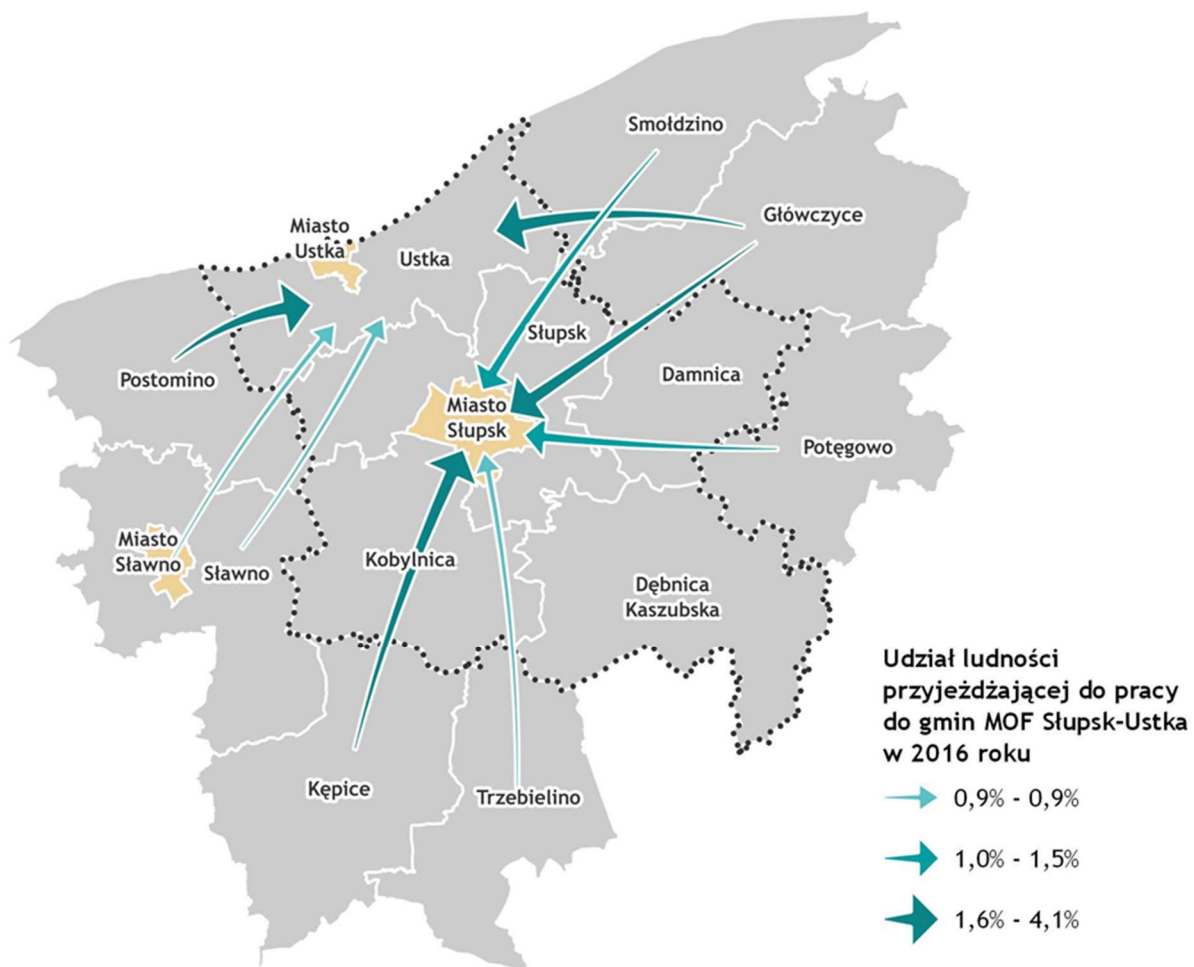 Smołdzino
Główczyce
Miasto
Ustka
Ustka
Słupsk
Damnica
Postomino
Miasto
Słupsk
Potęgowo
Miasto
Sławno
Sławno
Kobylnica
Dębnica
Kaszubska
Kępice
Trzebielino
Udział ludności
przyjeżdżającej do pracy
do gmin MOF Słupsk-Ustka
w 2016 roku
0,9% - 0,9%
1,0% - 1,5%
1,6% - 4,1%